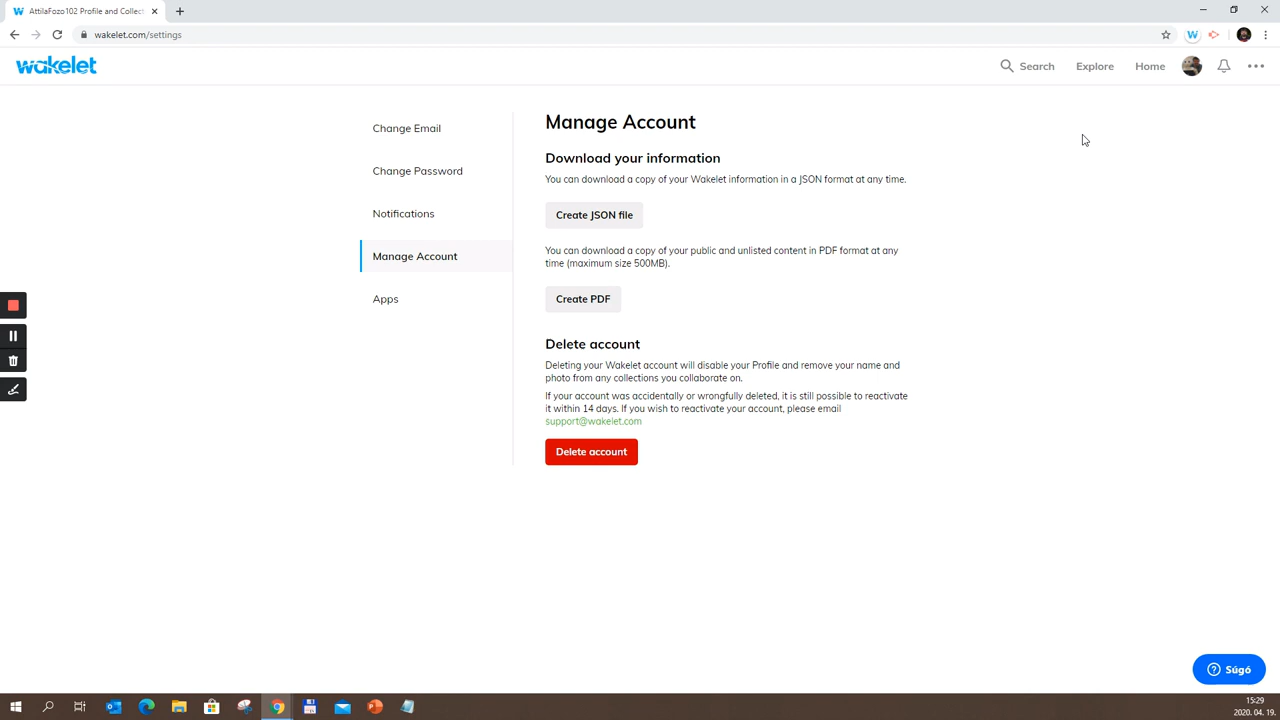 AttilaFozo102 Profile and Collect
wakelet.com/settings
wakelet
Search
Explore
Home
Change Email
Change Password
Notifications
Manage Account
Apps
Manage Account
Download your information
You can download a copy of your Wakelet information in a JSON format at any time.
Create JSON file
You can download a copy of your public and unlisted content in PDF format at any
time (maximum size 500MB).
Create PDF
Delete account
Deleting your Wakelet account will disable your Profile and remove your name and
photo from any collections you collaborate on.
If your account was accidentally or wrongfully deleted, it is still possible to reactivate
it within 14 days. If you wish to reactivate your account, please email
support@wakelet.com
Delete account
Súgó
15:29
2020. 04. 19.